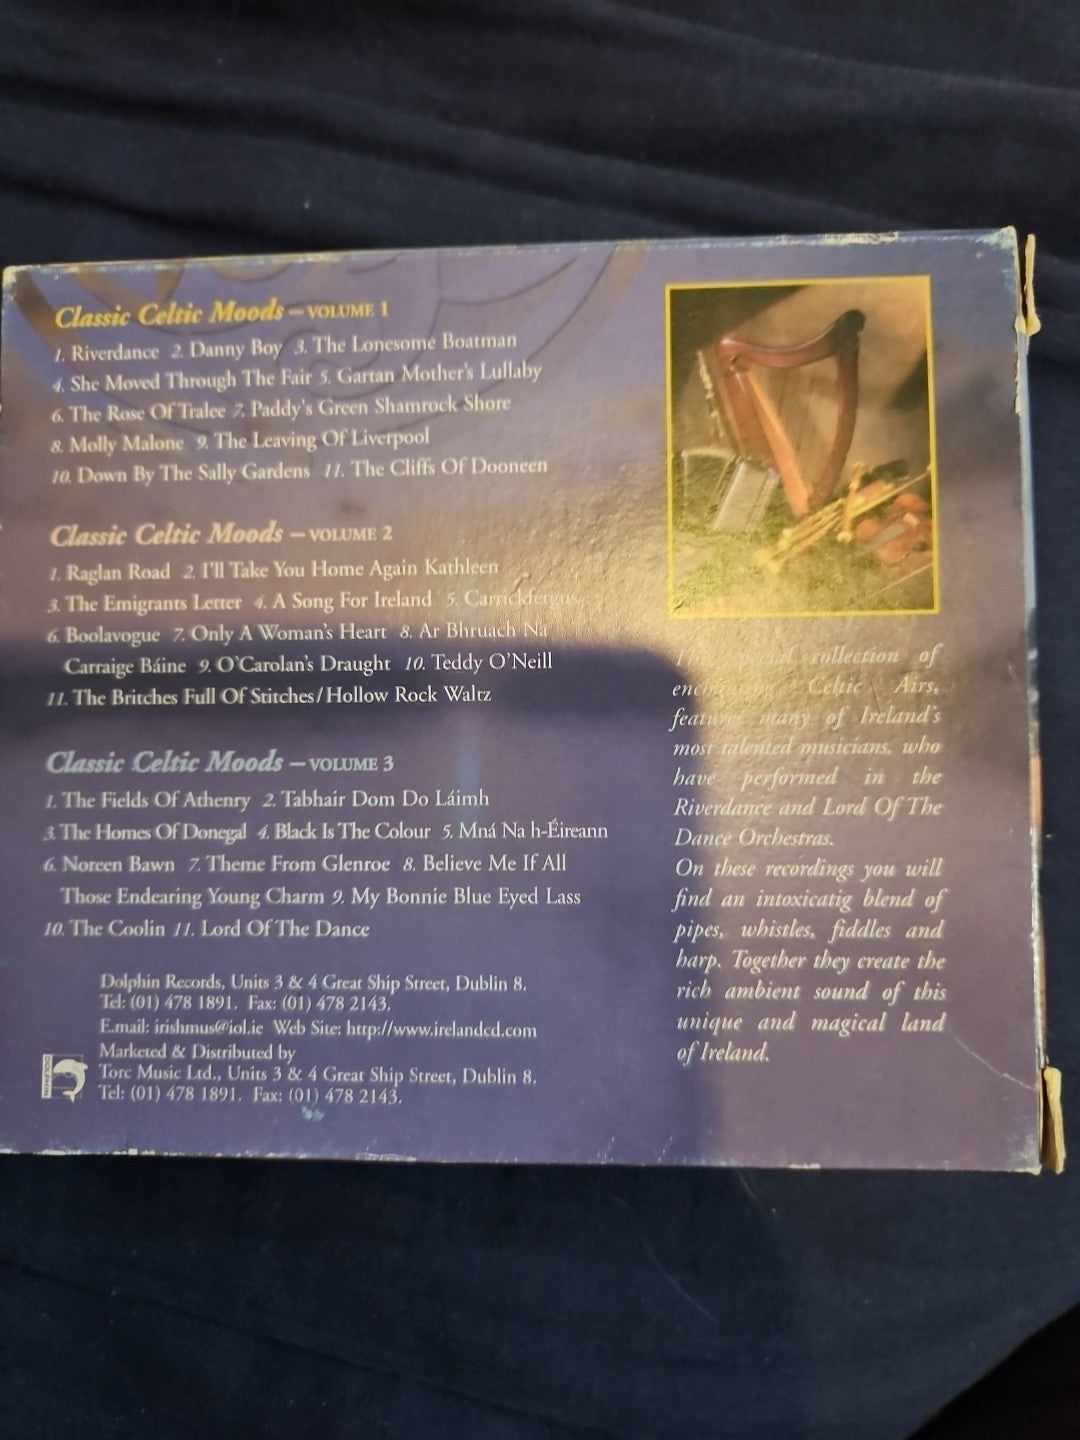 Classic Celtic Moods – VOLUME 1
1. Riverdance 2. Danny Boy 3. The Lonesome Boatman
4. She Moved Through The Fair 5. Gartan Mother's Lullaby
6. The Rose Of Tralee 7. Paddy's Green Shamrock Shore
8. Molly Malone 9. The Leaving Of Liverpool
10. Down By The Sally Gardens 11. The Cliffs Of Dooneen
Classic Celtic Moods – VOLUME 2
1. Raglan Road 2. I'll Take You Home Again Kathleen
3. The Emigrants Letter 4. A Song For Ireland 5. Carrickfergus
6. Boolavogue 7. Only A Woman's Heart 8. Ar Bhruach Na
Carraige Báine 9. O'Carolan's Draught 10. Teddy O'Neill
11. The Britches Full Of Stitches/Hollow Rock Waltz
Classic Celtic Moods – VOLUME 3
1. The Fields Of Athenry 2. Tabhair Dom Do Láimh
3. The Homes Of Donegal 4. Black Is The Colour 5. Mná Na h-Éireann
6. Noreen Bawn 7. Theme From Glenroe 8. Believe Me If All
Those Endearing Young Charm 9. My Bonnie Blue Eyed Lass
10. The Coolin 11. Lord Of The Dance
Dolphin Records, Units 3 & 4 Great Ship Street, Dublin 8.
Tel: (01) 478 1891. Fax: (01) 478 2143.
E.mail: irishmus@iol.ie Web Site: http://www.irelandcd.com
Marketed & Distributed by
Torc Music Ltd., Units 3 & 4 Great Ship Street, Dublin 8.
Tel: (01) 478 1891. Fax: (01) 478 2143.
DOLPHIN
collection of
Celtic Airs,
features many of Ireland's
most talented musicians, who
have performed in the
Riverdance and Lord Of The
Dance Orchestras.
On these recordings you will
find an intoxicatig blend of
pipes, whistles, fiddles and
harp. Together they create the
rich ambient sound of this
unique and magical land
of Ireland.